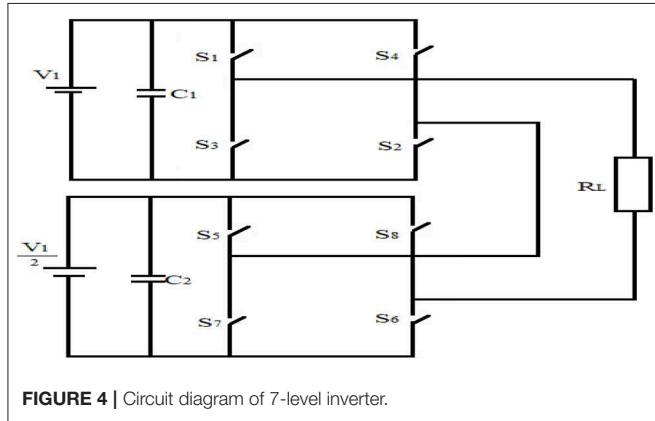 S1
S4
V1
C1
S3
S2
RL
S5
S8
V1
2
C2
S7
S6
FIGURE 4 | Circuit diagram of 7-level inverter.